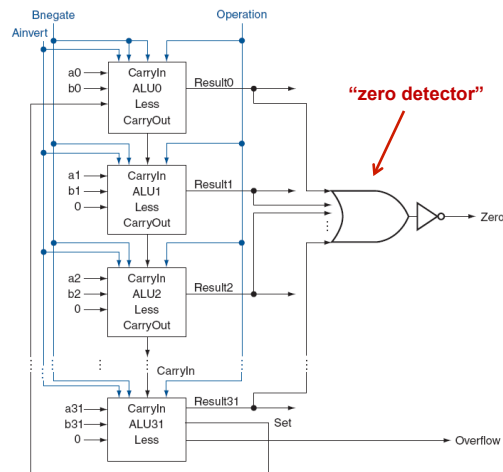 Bnegate
Operation
Ainvert
a0
b0
CarryIn
ALU0
Less
CarryOut
Result0
“zero detector”
a1
b1
0
CarryIn
ALU1
Less
CarryOut
Result1
Zero
a2
b2
0
CarryIn
ALU2
Less
CarryOut
Result2
CarryIn
a31
b31
0
CarryIn
ALU31
Less
Result31
Set
Overflow